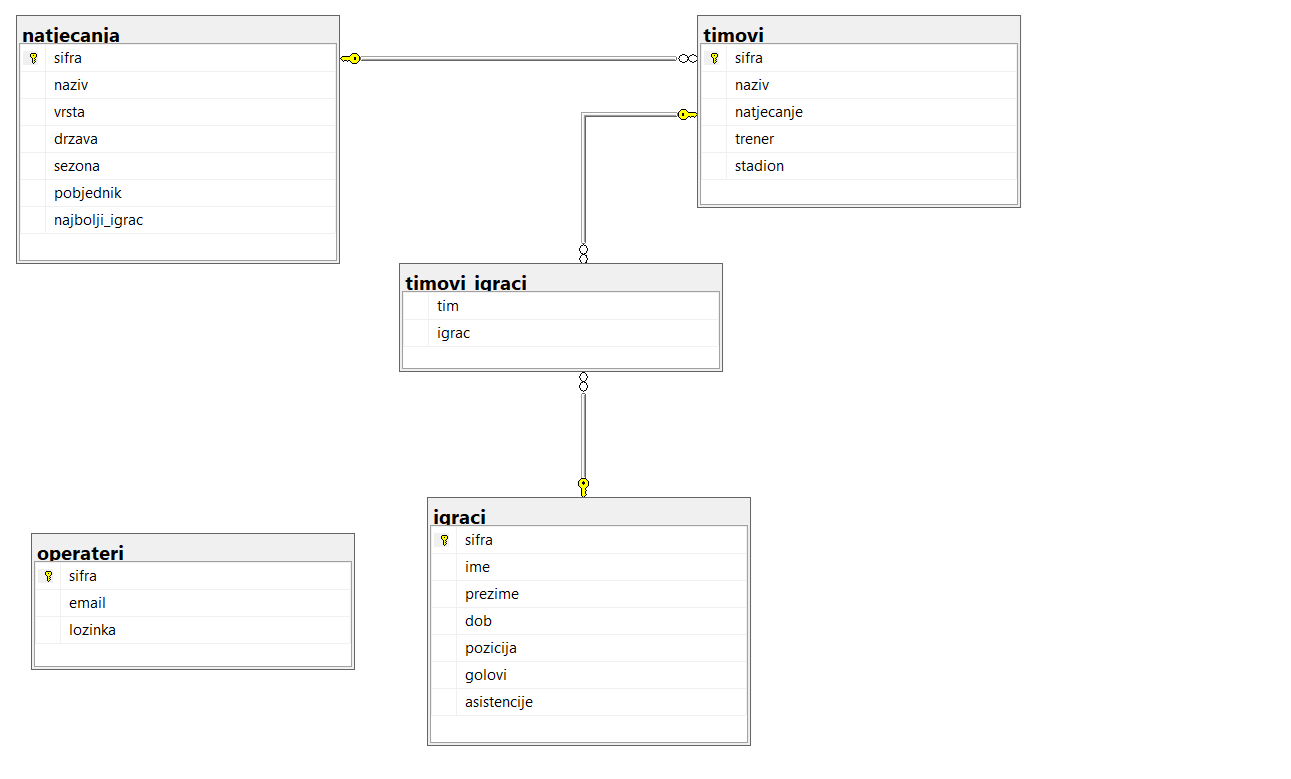 natjecanja
sifra
naziv
vrsta
drzava
sezona
pobjednik
najbolji_igrac
timovi
sifra
naziv
natjecanje
trener
stadion
timovi_igraci
tim
igrac
operateri
sifra
email
lozinka
igraci
sifra
ime
prezime
dob
pozicija
golovi
asistencije